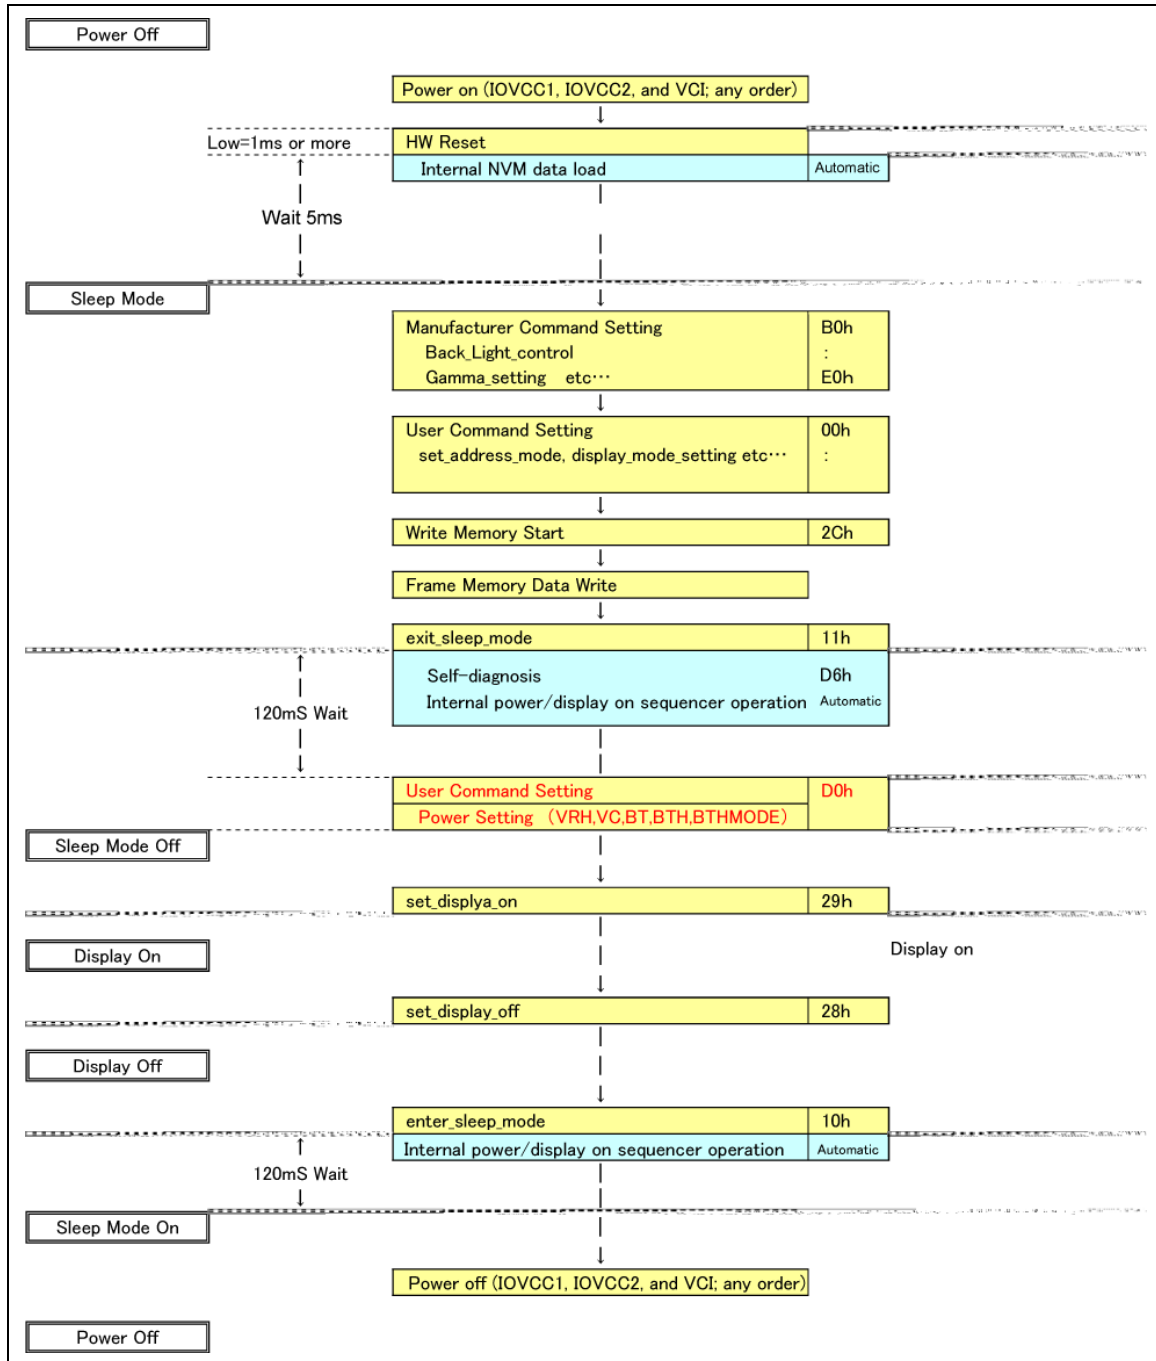 Power Off
Power on (IOVCC1, IOVCC2, and VCI; any order)
Low=1ms or more
HW Reset
Internal NVM data load Automatic
Wait 5ms
Sleep Mode
Manufacturer Command Setting B0h
Back_Light_control :
Gamma_setting etc… E0h
User Command Setting 00h
set_address_mode, display_mode_setting etc… :
Write Memory Start 2Ch
Frame Memory Data Write
exit_sleep_mode 11h
Self-diagnosis D6h
Internal power/display on sequencer operation Automatic
120mS Wait
User Command Setting D0h
Power Setting (VRH,VC,BT,BTH,BTHMODE)
Sleep Mode Off
set_displya_on 29h
Display On
Display on
set_display_off 28h
Display Off
enter_sleep_mode 10h
Internal power/display on sequencer operation Automatic
120mS Wait
Sleep Mode On
Power off (IOVCC1, IOVCC2, and VCI; any order)
Power Off